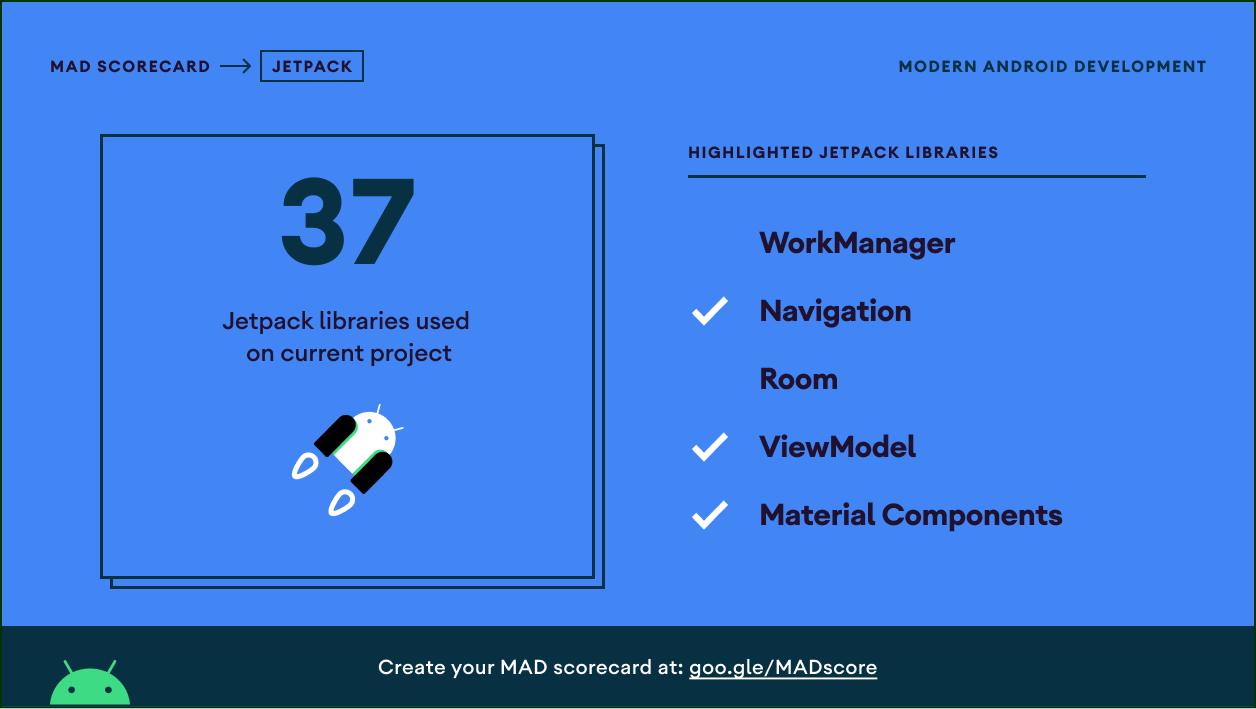 MAD SCORECARD → JETPACK
MODERN ANDROID DEVELOPMENT
37
Jetpack libraries used
on current project
HIGHLIGHTED JETPACK LIBRARIES
WorkManager
Navigation
Room
ViewModel
Material Components
Create your MAD scorecard at: goo.gle/MADscore